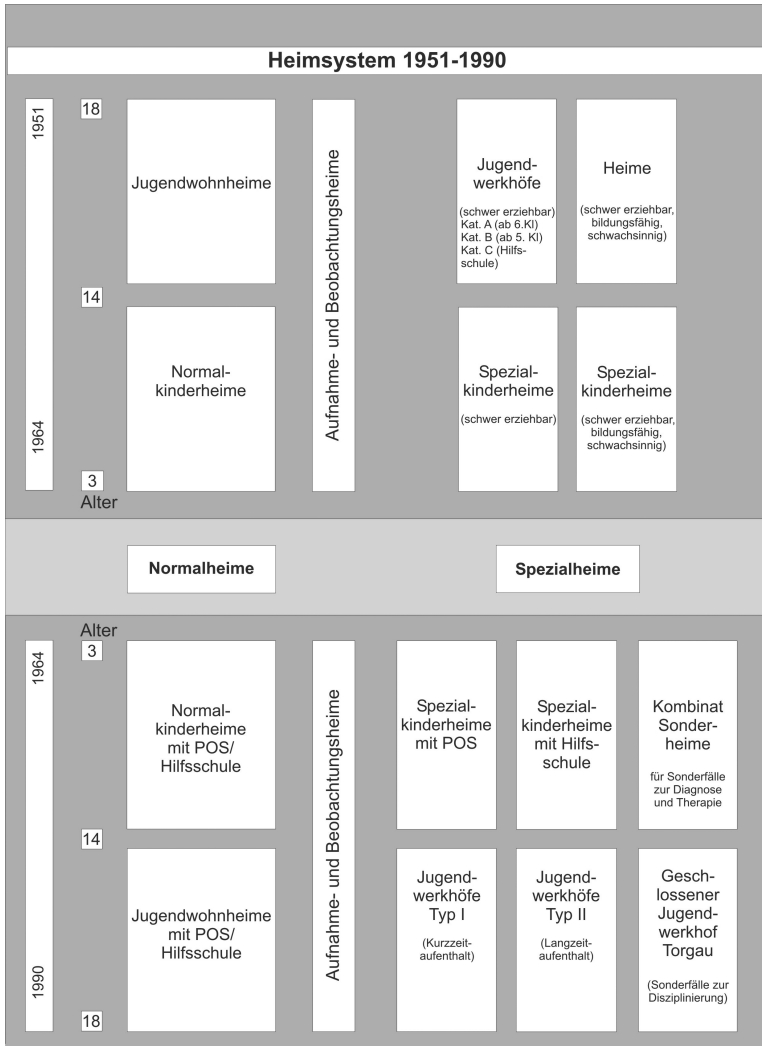 Heimsystem 1951-1990
1951
1964
18
14
3
Alter
Jugendwohnheime
Normal-
kinderheime
Aufnahme- und Beobachtungsheime
Jugend-
werkhöfe
(schwer erziehbar)
Kat. A (ab 6.Kl)
Kat. B (ab 5. Kl)
Kat. C (Hilfs-
schule)
Heime
(schwer erziehbar,
bildungsfähig,
schwachsinnig)
Spezial-
kinderheime
(schwer erziehbar)
Spezial-
kinderheime
(schwer erziehbar,
bildungsfähig,
schwachsinnig)
Normalheime
Spezialheime
Alter
3
14
18
1964
1990
Normal-
kinderheime
mit POS/
Hilfsschule
Jugendwohnheime
mit POS/
Hilfsschule
Aufnahme- und Beobachtungsheime
Spezial-
kinderheime
mit POS
Spezial-
kinderheime
mit Hilfs-
schule
Kombinat
Sonder-
heime
für Sonderfälle
zur Diagnose
und Therapie
Jugend-
werkhöfe
Typ I
(Kurzzeit-
aufenthalt)
Jugend-
werkhöfe
Typ II
(Langzeit-
aufenthalt)
Gesch-
lossener
Jugend-
werkhof
Torgau
(Sonderfälle zur
Disziplinierung)